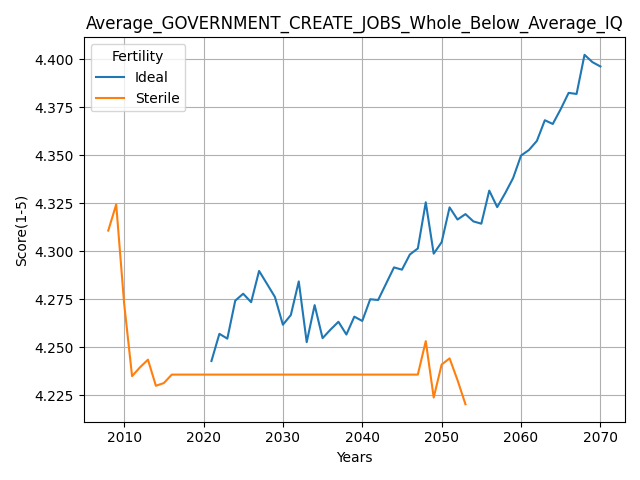 Average_GOVERNMENT_CREATE_JOBS_Whole_Below_Average_IQ
Fertility
Ideal
Sterile
4.400
4.375
4.350
4.325
4.300
4.275
4.250
4.225
Score(1-5)
2010 2020 2030 2040 2050 2060 2070
Years